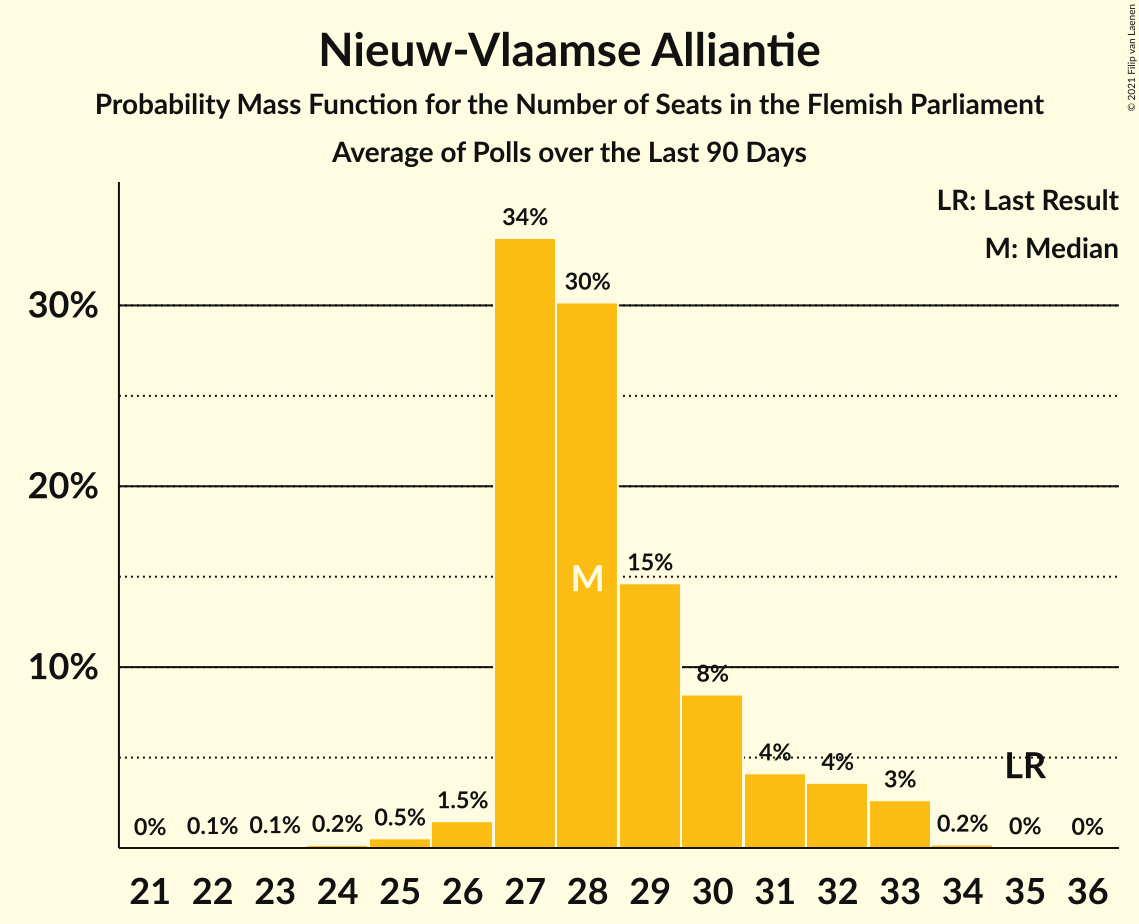 Nieuw-Vlaamse Alliantie
Probability Mass Function for the Number of Seats in the Flemish Parliament
Average of Polls over the Last 90 Days
© 2021 Filip van Laenen
LR: Last Result
M: Median
34%
30%
30%
20%
15%
M
10%
8%
4%
4%
LR
3%
1.5%
0.5%
0%
0.1%
0.1%
0.2%
0.2%
0%
0%
21 22 23 24 25 26 27 28 29 30 31 32 33 34 35 36